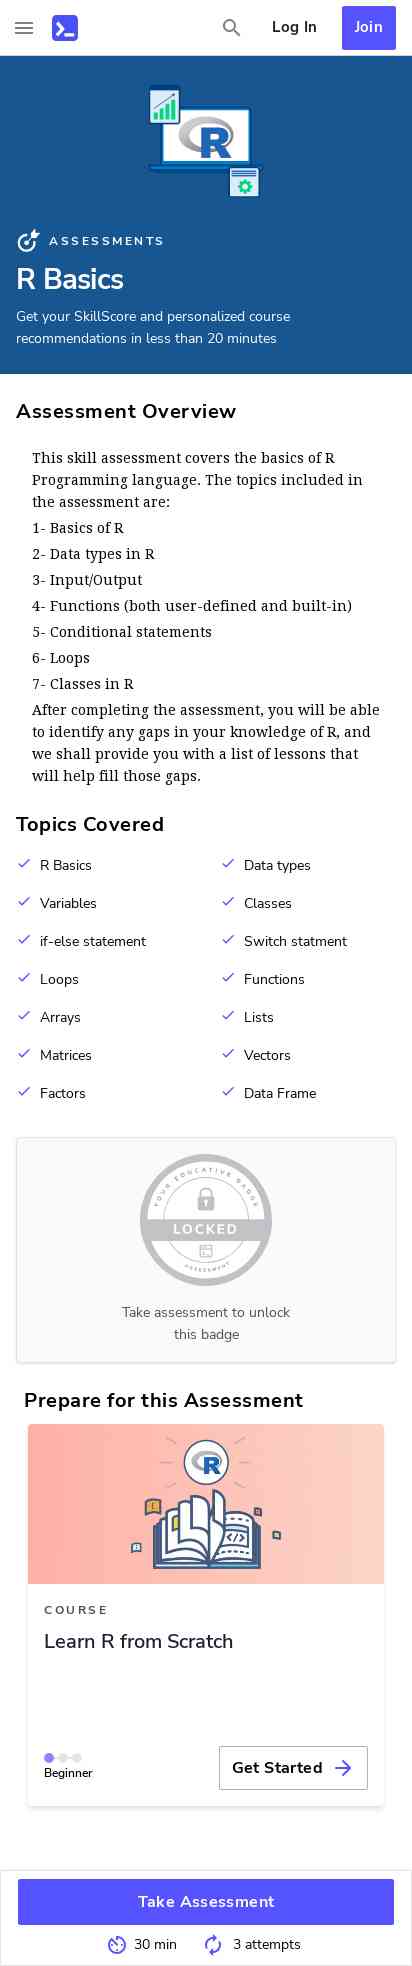 Log In
Join
R
ASSESSMENTS
R Basics
Get your SkillScore and personalized course
recommendations in less than 20 minutes
Assessment Overview
This skill assessment covers the basics of R
Programming language. The topics included in
the assessment are:
1- Basics of R
2- Data types in R
3- Input/Output
4- Functions (both user-defined and built-in)
5- Conditional statements
6- Loops
7- Classes in R
After completing the assessment, you will be able
to identify any gaps in your knowledge of R, and
we shall provide you with a list of lessons that
will help fill those gaps.
Topics Covered
R Basics
Data types
Variables
Classes
if-else statement
Switch statment
Loops
Functions
Arrays
Lists
Matrices
Vectors
Factors
Data Frame
YOUR EDUCATIVE BADGE
LOCKED
ASSESSMENT
Take assessment to unlock
this badge
Prepare for this Assessment
R
</>
COURSE
Learn R from Scratch
Beginner
Get Started
Take Assessment
30 min
3 attempts